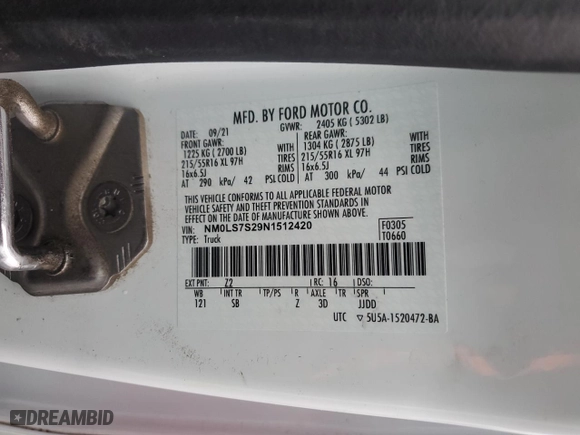 MFD. BY FORD MOTOR CO.
DATE: 09/21 GVWR: 2405 KG ( 5302 LB)
FRONT GAWR: REAR GAWR:
1225 KG ( 2700 LB) WITH 1304 KG ( 2875 LB) WITH
215/55R16 XL 97H TIRES 215/55R16 XL 97H TIRES
16x6.5J RIMS 16x6.5J RIMS
AT 290 kPa/ 42 PSI COLD AT 300 kPa/ 44 PSI COLD
THIS VEHICLE CONFORMS TO ALL APPLICABLE FEDERAL MOTOR
VEHICLE SAFETY AND THEFT PREVENTION STANDARDS IN EFFECT
ON THE DATE OF MANUFACTURE SHOWN ABOVE.
VIN: NM0LS7S29N1512420 F0305
TYPE: Truck T0660
EXT PNT: Z2 RC: 16 DSO:
WB INT TR TP/PS R AXLE TR SPR
121 SB Z 3D JJDD
UTC 5U5A-1520472-BA
DREAMBID